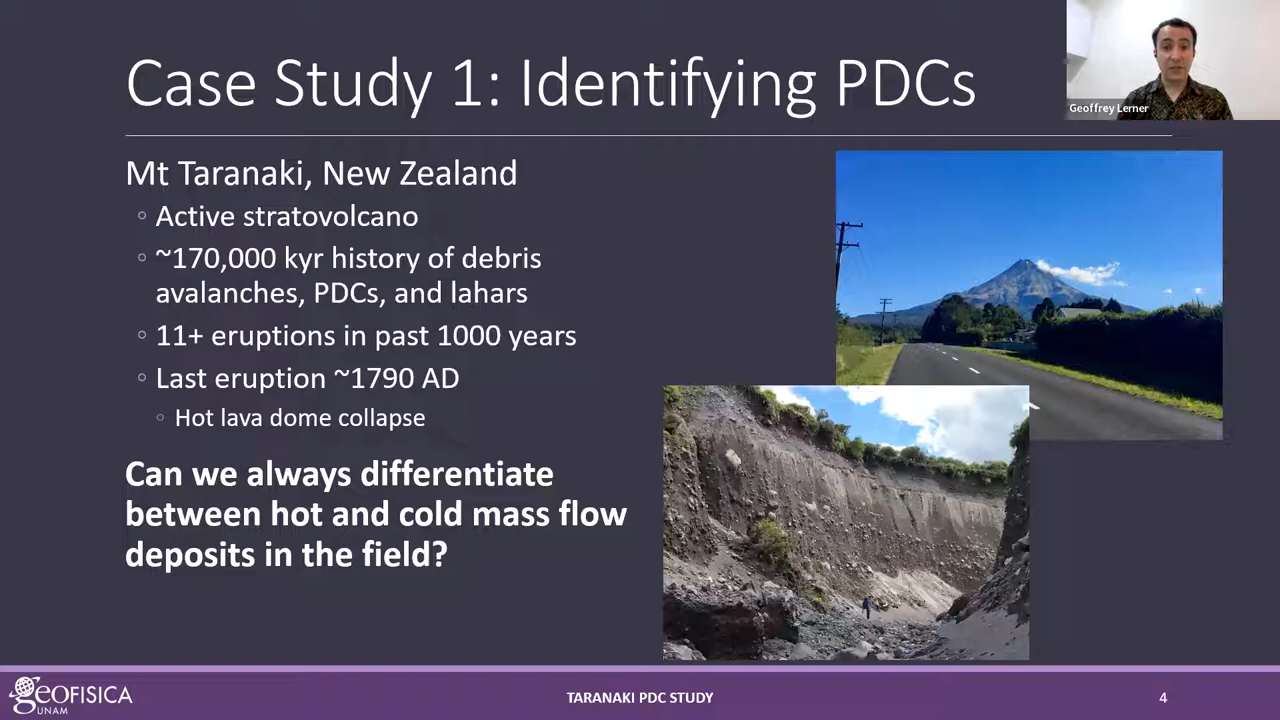 Case Study 1: Identifying PDCs
Geoffrey Lerner
Mt Taranaki, New Zealand
◦ Active stratovolcano
◦ ~170,000 kyr history of debris
avalanches, PDCs, and lahars
◦ 11+ eruptions in past 1000 years
◦ Last eruption ~1790 AD
◦ Hot lava dome collapse
Can we always differentiate
between hot and cold mass flow
deposits in the field?
GEOFISICA
UNAM
TARANAKI PDC STUDY
4